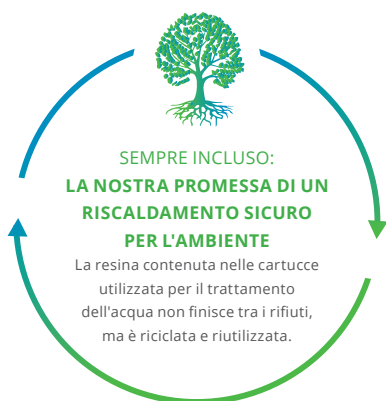 SEMPRE INCLUSO:
LA NOSTRA PROMESSA DI UN
RISCALDAMENTO SICURO
PER L'AMBIENTE
La resina contenuta nelle cartucce
utilizzata per il trattamento
dell'acqua non finisce tra i rifiuti,
ma è riciclata e riutilizzata.